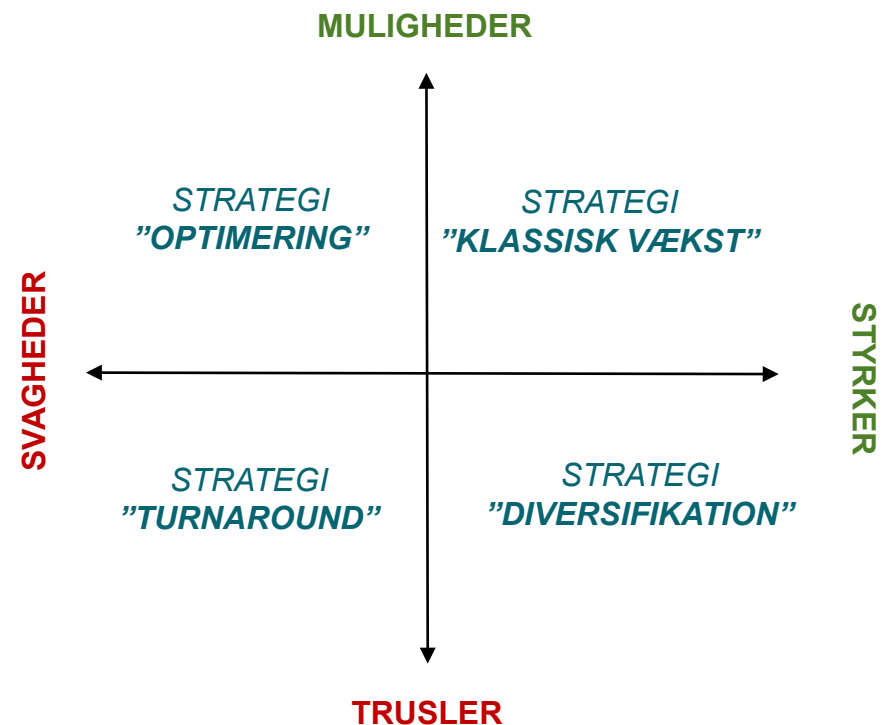 MULIGHEDER
STRATEGI
”OPTIMERING”
STRATEGI
”KLASSISK VÆKST”
SVAGHEDER
STYRKER
STRATEGI
”TURNAROUND”
STRATEGI
”DIVERSIFIKATION”
TRUSLER